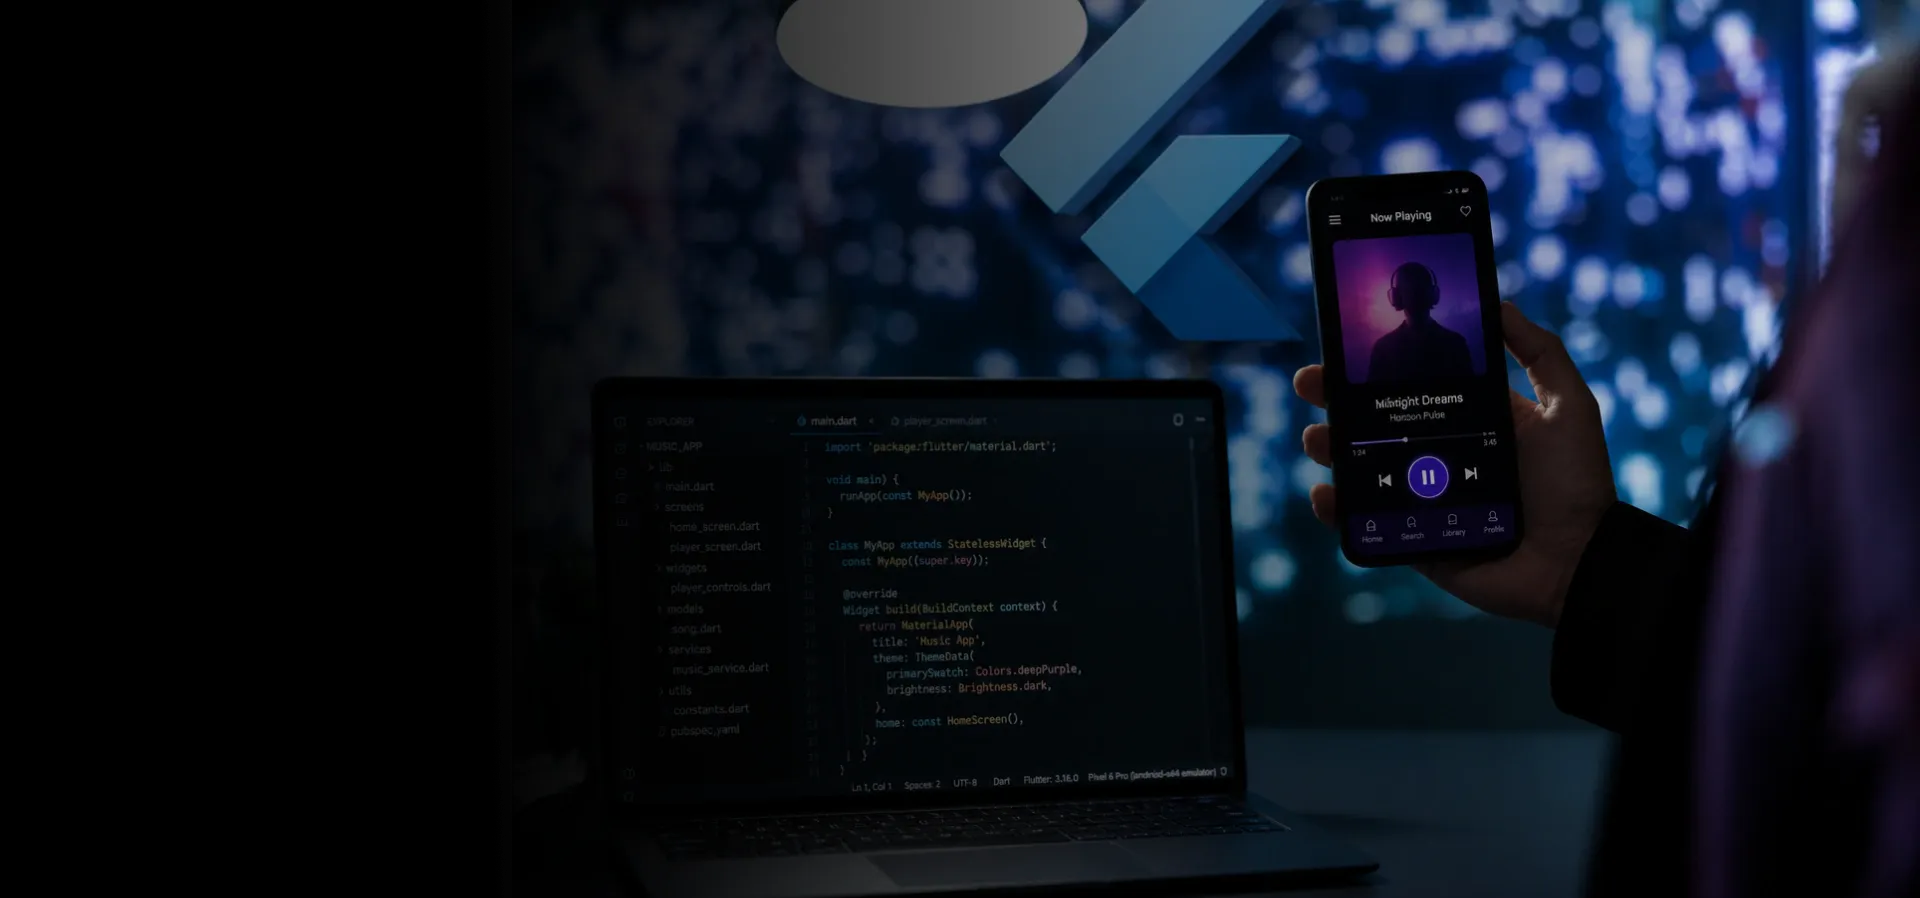 EXPLORER
MUSIC_APP
lib
main.dart
screens
home_screen.dart
player_screen.dart
widgets
player_controls.dart
models
song.dart
services
music_service.dart
utils
constants.dart
pubspec.yaml
main.dart
player_screen.dart
import 'package:flutter/material.dart';
void main) {
runApp(const MyApp());
}
class MyApp extends StatelessWidget {
const MyApp((super.key));
@override
Widget build(BuildContext context) {
return MaterialApp(
title: 'Music App',
theme: ThemeData(
primarySwatch: Colors.deepPurple,
brightness: Brightness.dark,
),
home: const HomeScreen(),
);
}
}
Ln 1, Col 1 Spaces: 2 UTF-8 Dart Flutter: 3.16.0 Pixel 6 Pro (android-x64 emulator)
Now Playing
Dreams
Pulse
1:24 3:45
Home Search Library Profile